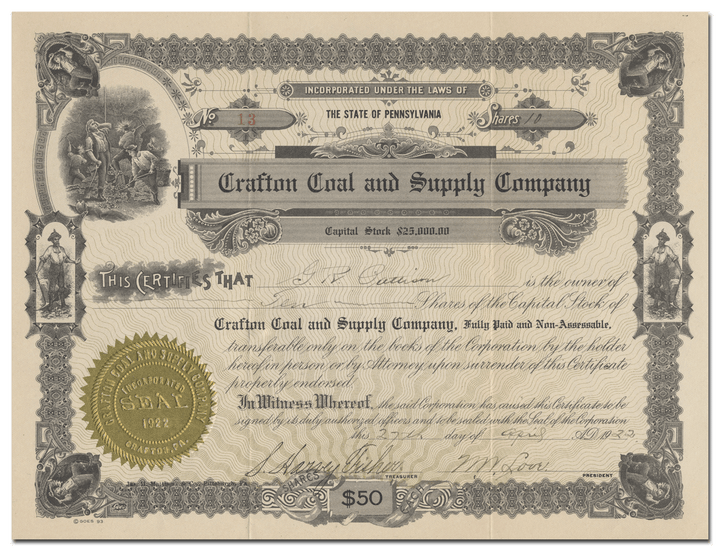 INCORPORATED UNDER THE LAWS OF
THE STATE OF PENNSYLVANIA
No 13
Shares 10
Crafton Coal and Supply Company
Capital Stock $25,000.00
THIS CERTIFIES THAT G. R. Pattison is the owner of
Ten Shares of the Capital Stock of
Crafton Coal and Supply Company, Fully Paid and Non-Assessable,
transferable only on the books of the Corporation by the holder
hereof in person or by Attorney upon surrender of this Certificate
properly endorsed.
In Witness Whereof, the said Corporation has caused this Certificate to be
signed by its duly authorized officers and to be sealed with the Seal of the Corporation
this 27th day of April A.D. 1922
CRAFTON COAL AND SUPPLY COMPANY
INCORPORATED
SEAL
1922
CRAFTON, PA.
TREASURER
PRESIDENT
SHARES
$50
Pittsburgh, PA.
© GOES